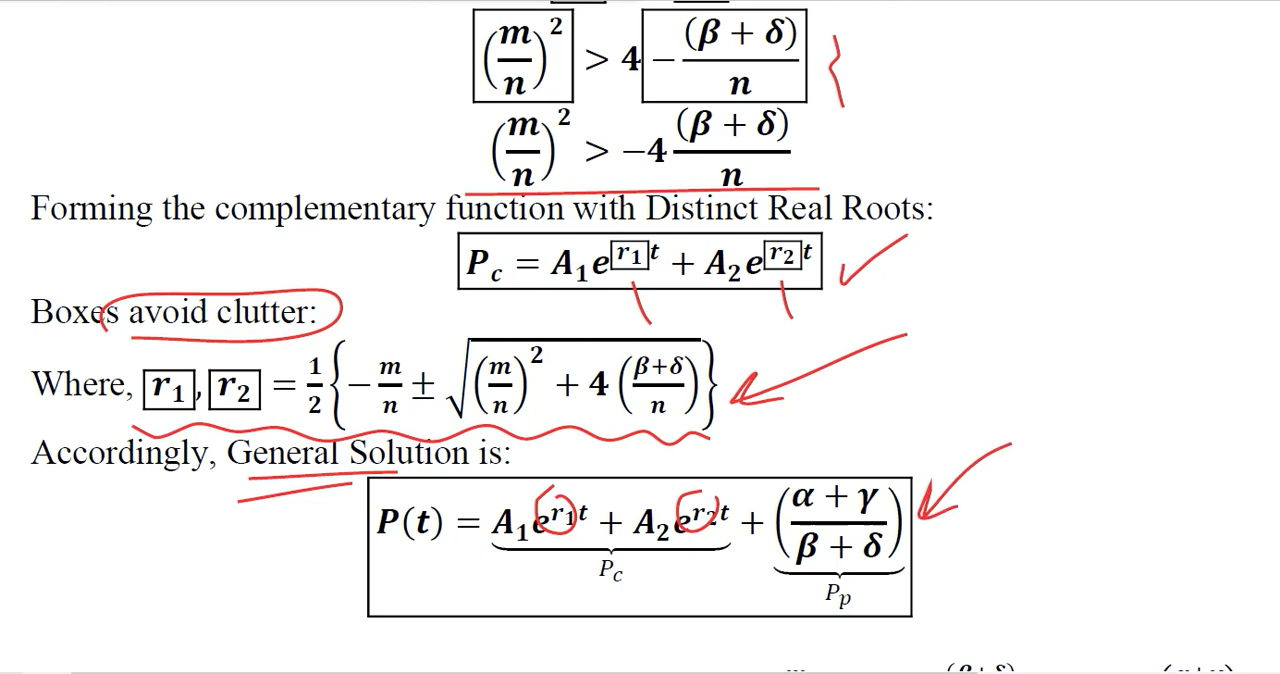 (m/n)² > 4 −(β + δ)/n
(m/n)² > −4 (β + δ)/n
Forming the complementary function with Distinct Real Roots:
P_c = A₁e^{r₁t} + A₂e^{r₂t}
Boxes avoid clutter:
Where, r₁, r₂ = 1/2 {−m/n ± √((m/n)² + 4((β+δ)/n))}
Accordingly, General Solution is:
P(t) = A₁e^{r₁t} + A₂e^{r₂t} + ((α + γ)/(β + δ))
P_c P_p